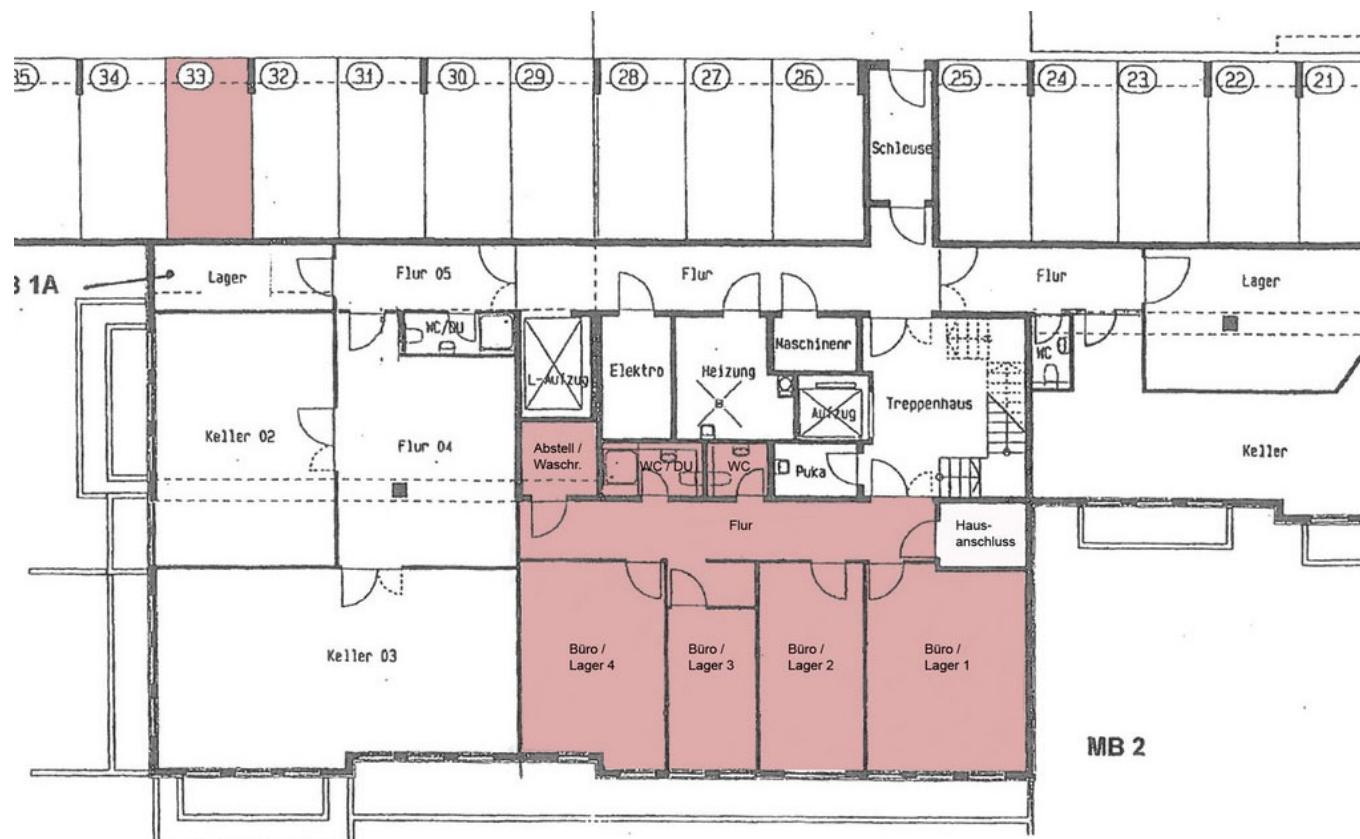 35
34
33
32
31
30
29
28
27
26
25
24
23
22
21
Schleuse
B 1A
Lager
Flur 05
Flur
Flur
Lager
WC/DU
L-Aufzug
Elektro
Heizung
Maschinenr
Aufzug
Treppenhaus
WC
Keller 02
Flur 04
Keller
Abstell /
Waschr.
WC / DU
WC
Puka
Flur
Haus-
anschluss
Keller 03
Büro /
Lager 4
Büro /
Lager 3
Büro /
Lager 2
Büro /
Lager 1
MB 2